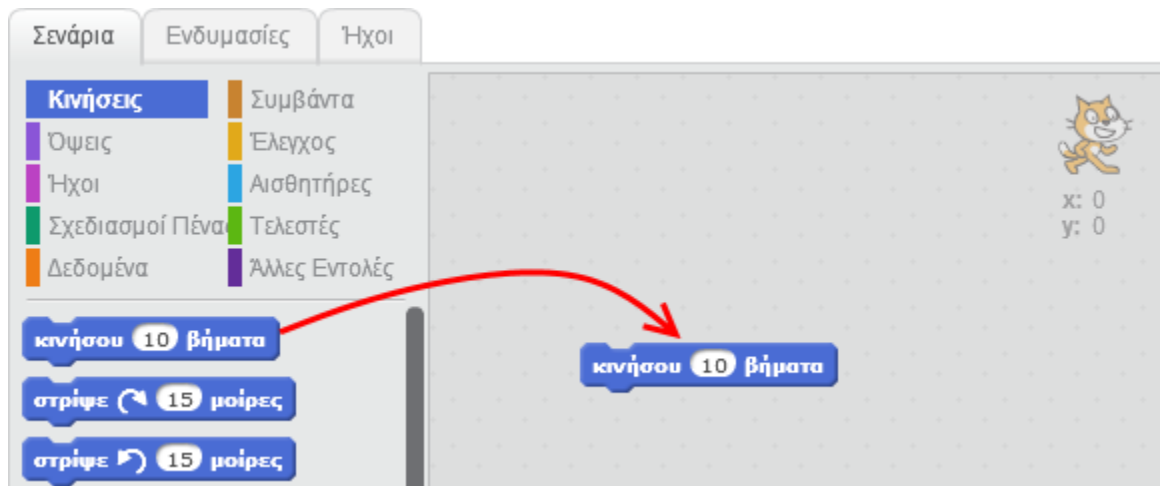 Σενάρια Ενδυμασίες Ήχοι
Κινήσεις Συμβάντα
Όψεις Έλεγχος
Ήχοι Αισθητήρες
Σχεδιασμοί Πένας Τελεστές
Δεδομένα Άλλες Εντολές
x: 0
y: 0
κινήσου 10 βήματα
κινήσου 10 βήματα
στρίψε 15 μοίρες
στρίψε 15 μοίρες